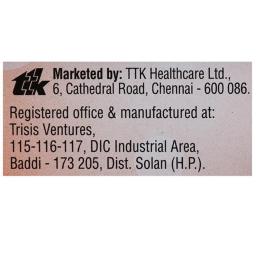 ttk Marketed by: TTK Healthcare Ltd.,
6, Cathedral Road, Chennai - 600 086.
Registered office & manufactured at:
Trisis Ventures,
115-116-117, DIC Industrial Area,
Baddi - 173 205, Dist. Solan (H.P.).